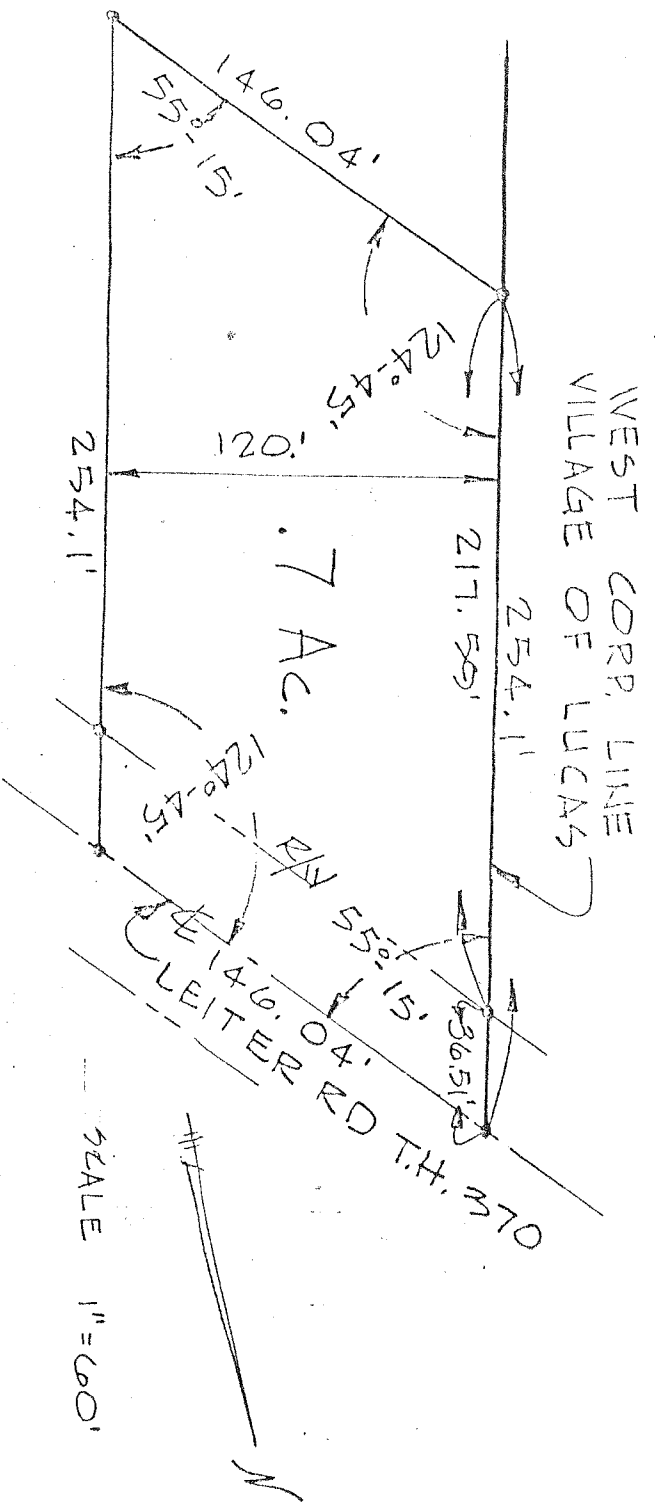 WEST CORP. LINE
VILLAGE OF LUCAS
254.1'
217.59'
36.51'
146.04'
55°-15'
124°-45'
120.'
.7 Ac.
254.1'
124°-45'
R/W
55°-15'
℄ 146.04'
LEITER RD T.H. 370
SCALE 1"=60'
N